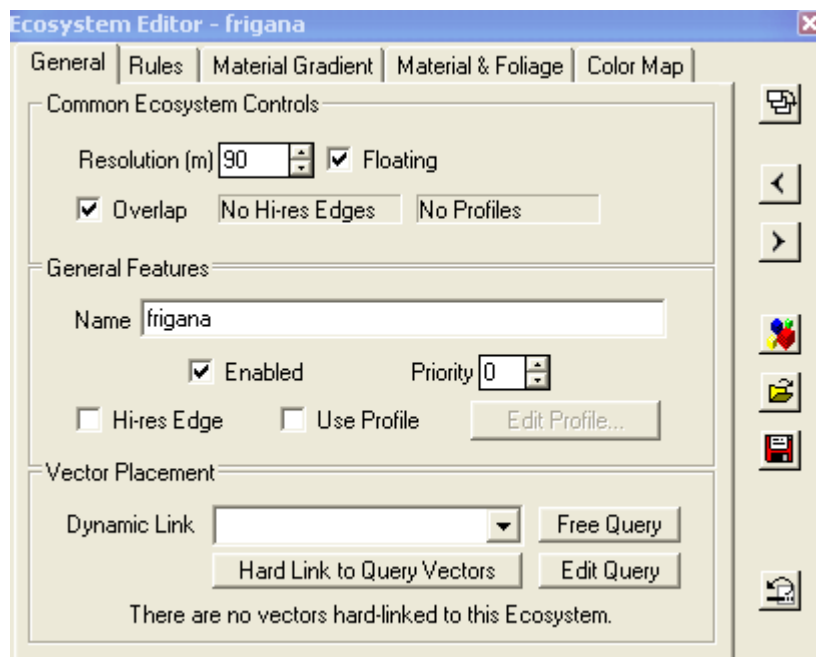 Ecosystem Editor - frigana
General Rules Material Gradient Material & Foliage Color Map
Common Ecosystem Controls
Resolution (m) 90 Floating
Overlap No Hi-res Edges No Profiles
General Features
Name frigana
Enabled Priority 0
Hi-res Edge Use Profile Edit Profile...
Vector Placement
Dynamic Link Free Query
Hard Link to Query Vectors Edit Query
There are no vectors hard-linked to this Ecosystem.